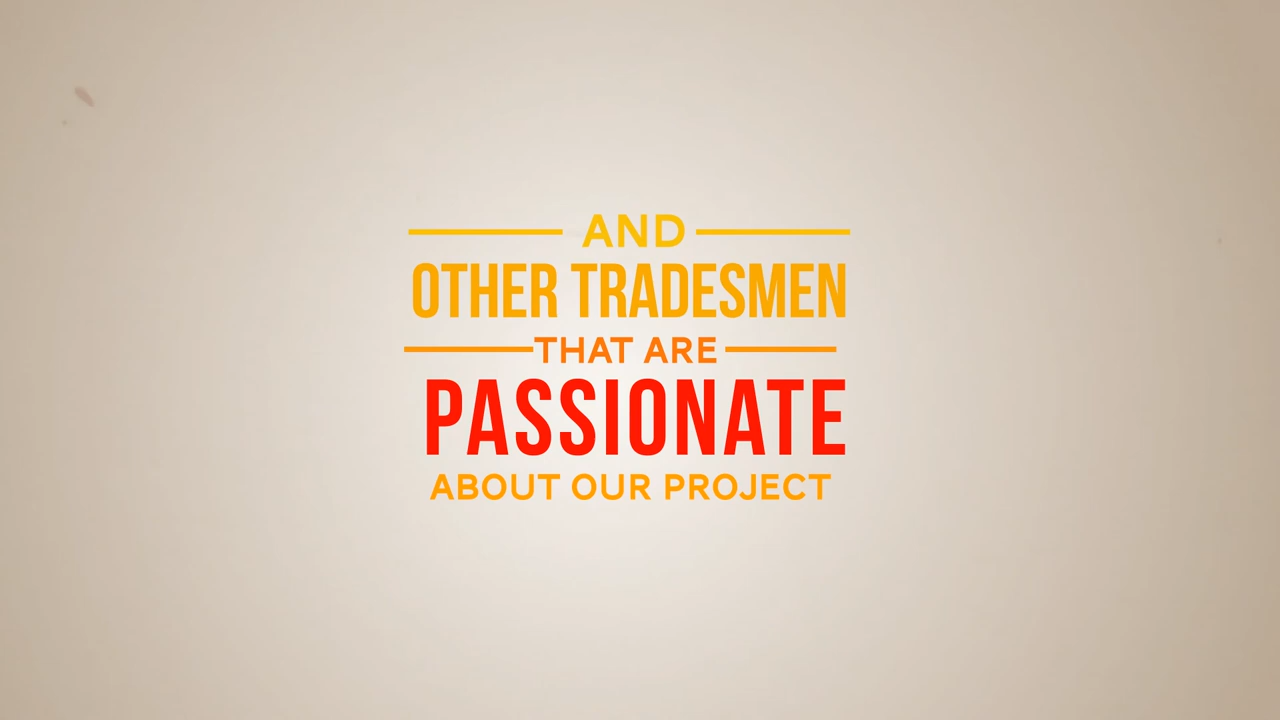 AND
OTHER TRADESMEN
THAT ARE
PASSIONATE
ABOUT OUR PROJECT